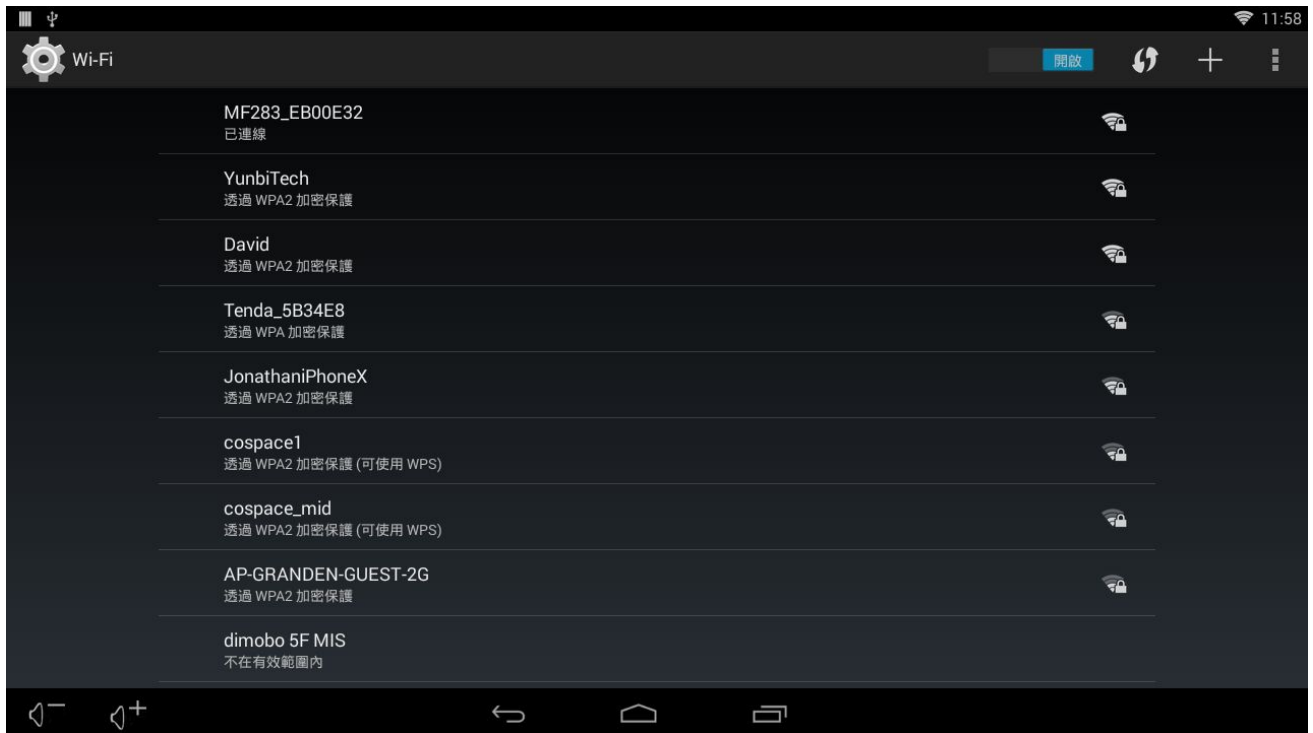 11:58
Wi-Fi
開啟
MF283_EB00E32
已連線
YunbiTech
透過 WPA2 加密保護
David
透過 WPA2 加密保護
Tenda_5B34E8
透過 WPA 加密保護
JonathaniPhoneX
透過 WPA2 加密保護
cospace1
透過 WPA2 加密保護 (可使用 WPS)
cospace_mid
透過 WPA2 加密保護 (可使用 WPS)
AP-GRANDEN-GUEST-2G
透過 WPA2 加密保護
dimobo 5F MIS
不在有效範圍內